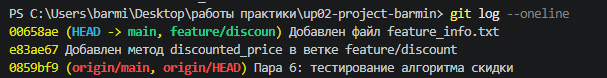 PS C:\Users\barmi\Desktop\работы практики\up02-project-barmin> git log --oneline
00658ae (HEAD -> main, feature/discoun) Добавлен файл feature_info.txt
e83ae67 Добавлен метод discounted_price в ветке feature/discount
0859bf9 (origin/main, origin/HEAD) Пара 6: тестирование алгоритма скидки